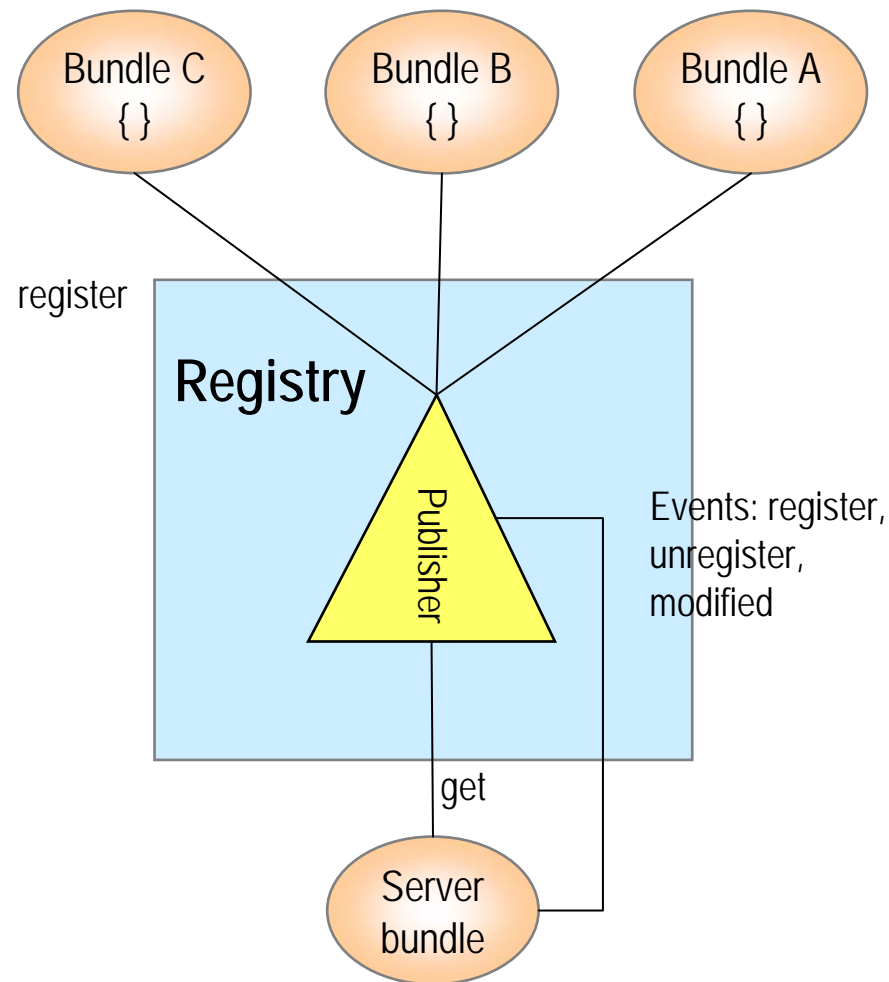 Bundle C
{ }
Bundle B
{ }
Bundle A
{ }
register
Registry
Publisher
Events: register,
unregister,
modified
get
Server
bundle